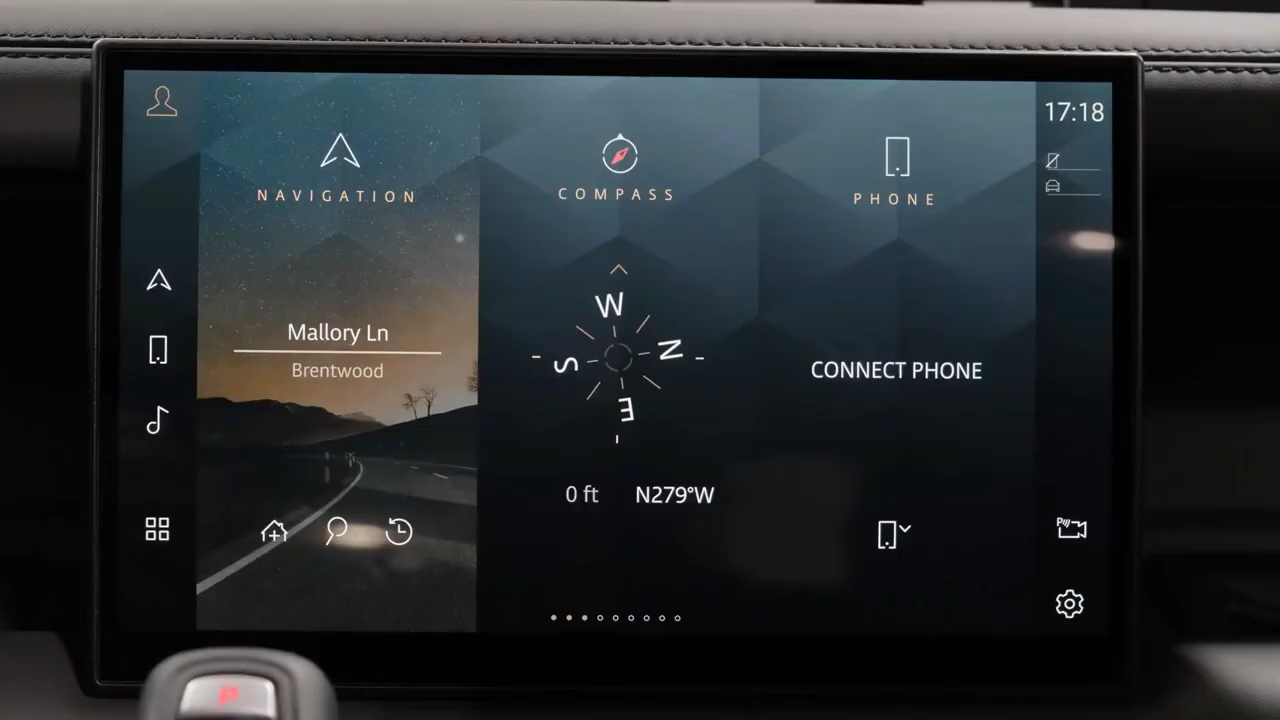 17:18
NAVIGATION
COMPASS
PHONE
Mallory Ln
Brentwood
W
N
S
E
CONNECT PHONE
0 ft N279°W
P
P